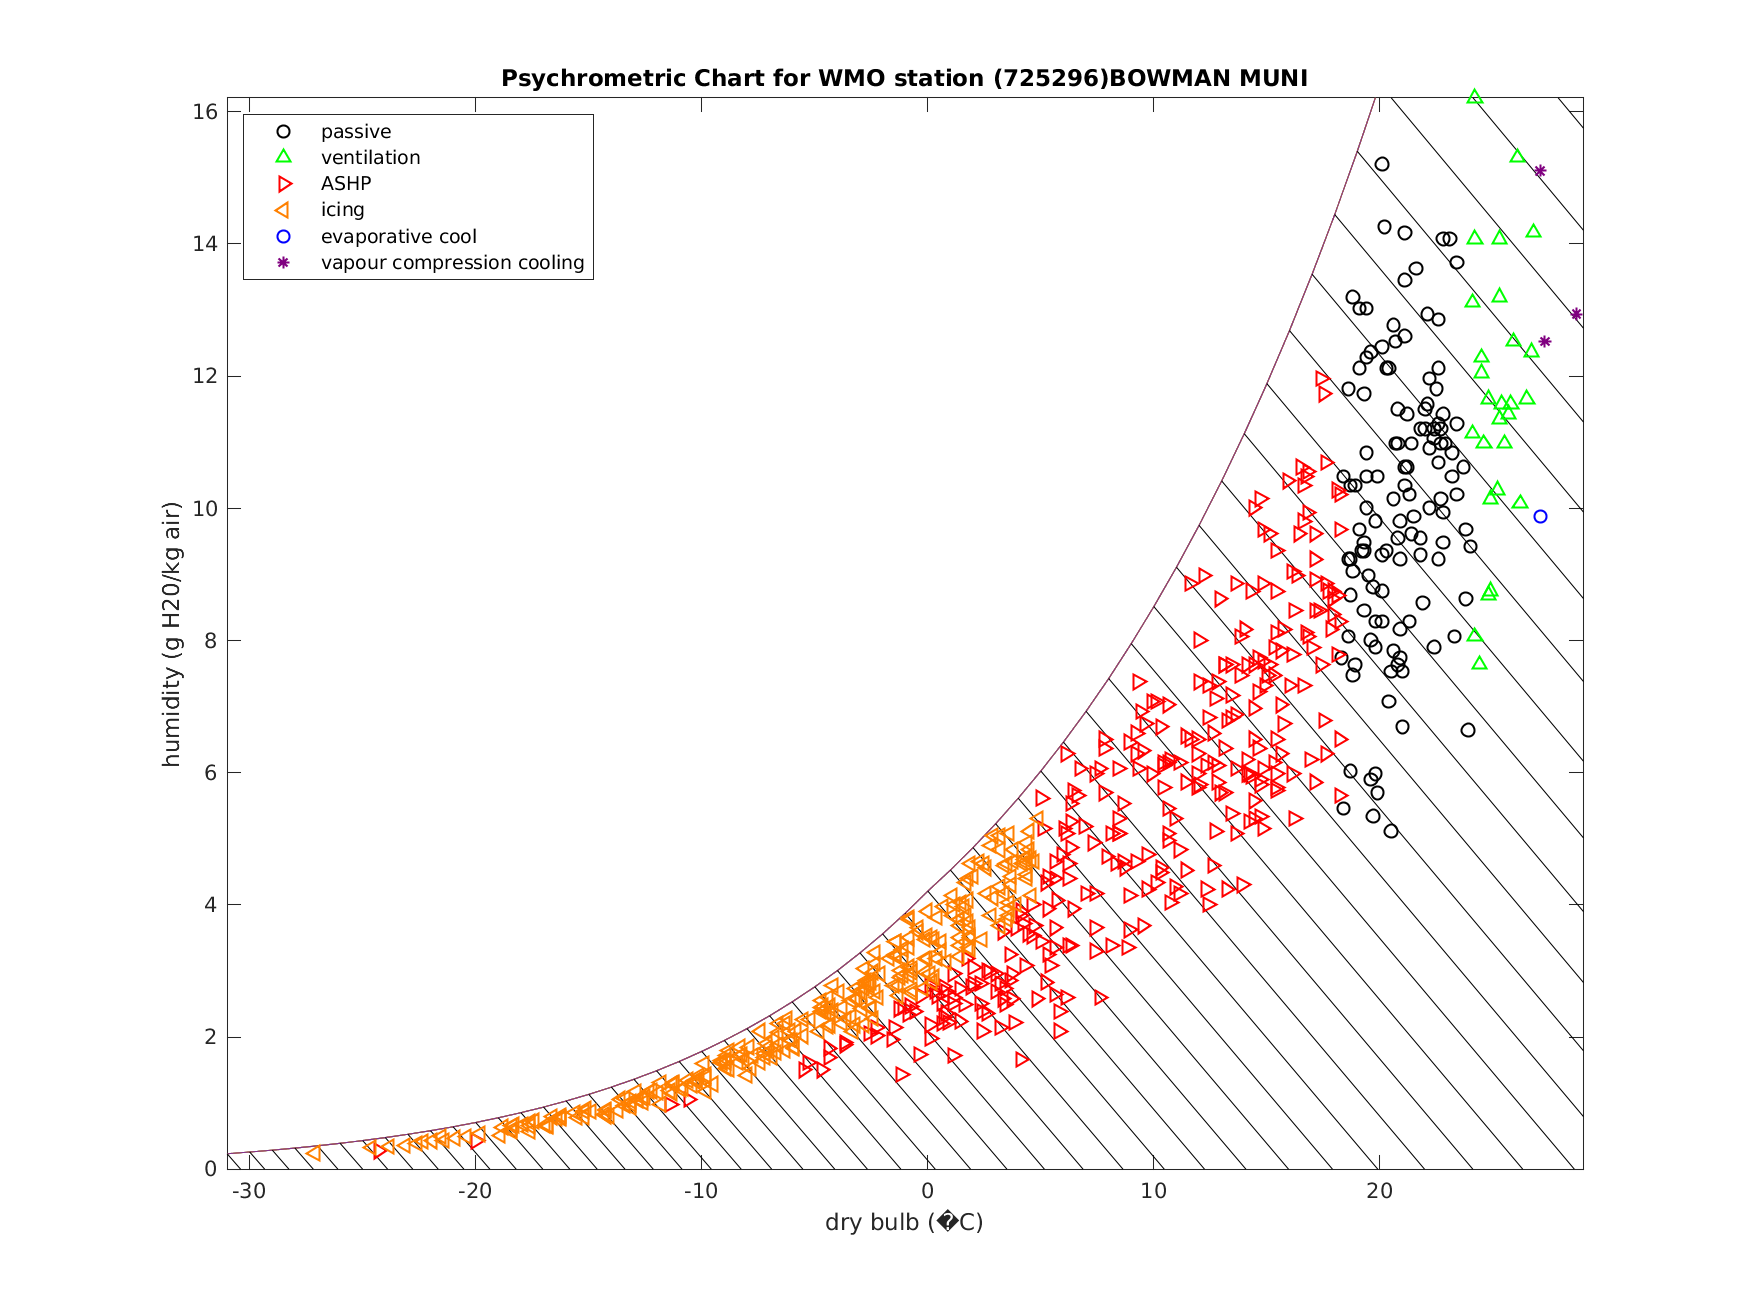 Psychrometric Chart for WMO station (725296)BOWMAN MUNI
16
14
12
10
8
6
4
2
0
humidity (g H20/kg air)
passive
ventilation
ASHP
icing
evaporative cool
vapour compression cooling
-30 -20 -10 0 10 20
dry bulb (�C)